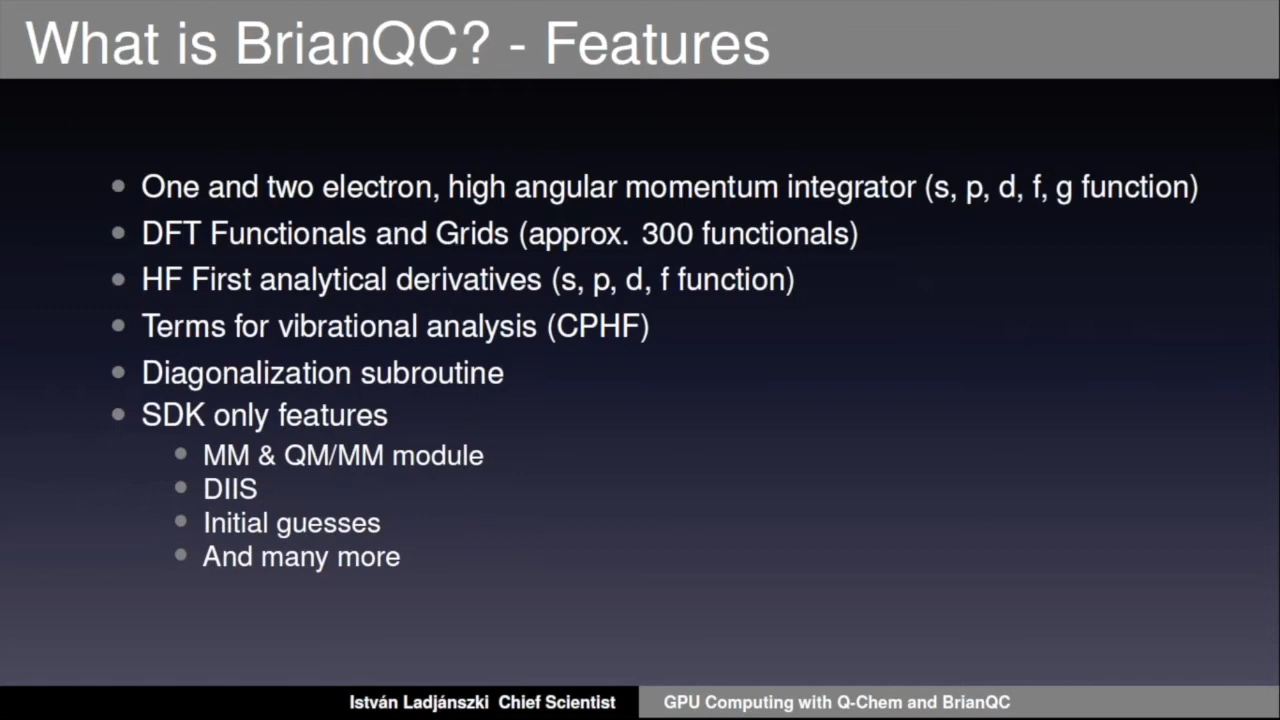 What is BrianQC? - Features
One and two electron, high angular momentum integrator (s, p, d, f, g function)
DFT Functionals and Grids (approx. 300 functionals)
HF First analytical derivatives (s, p, d, f function)
Terms for vibrational analysis (CPHF)
Diagonalization subroutine
SDK only features
MM & QM/MM module
DIIS
Initial guesses
And many more
István Ladjánszki Chief Scientist
GPU Computing with Q-Chem and BrianQC